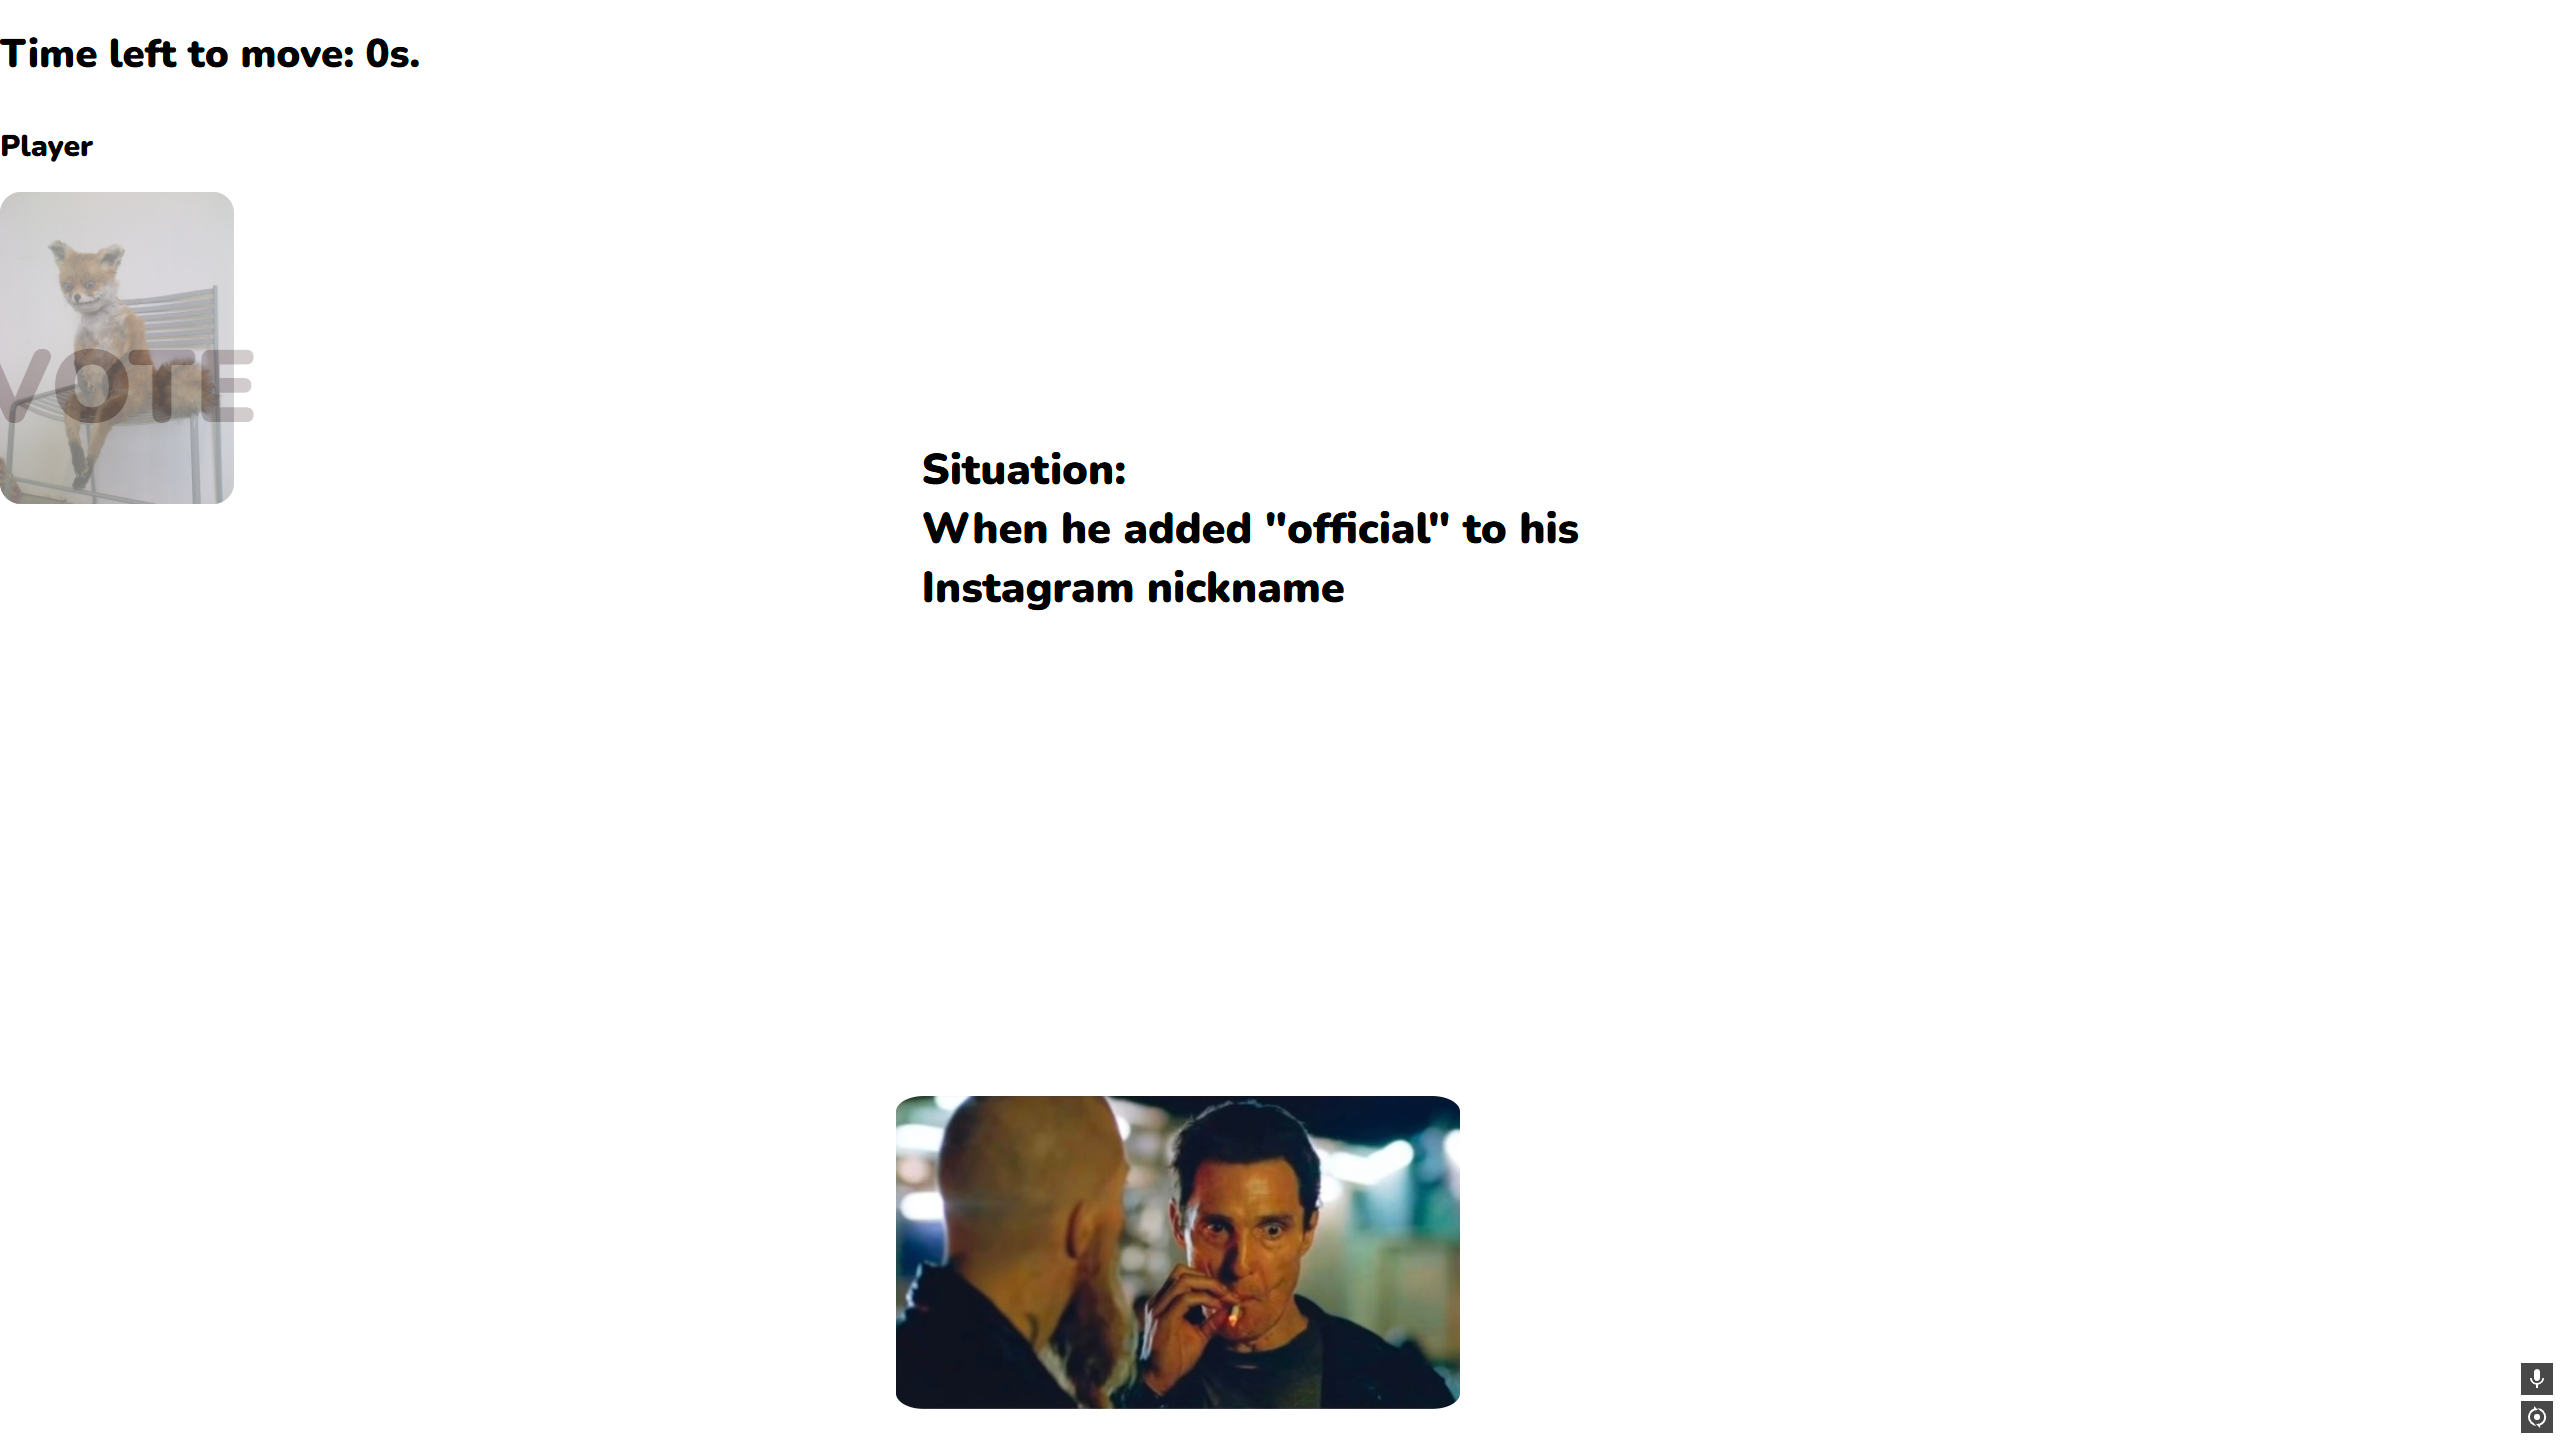 Time left to move: 0s.
Player
VOTE
Situation:
When he added "official" to his
Instagram nickname